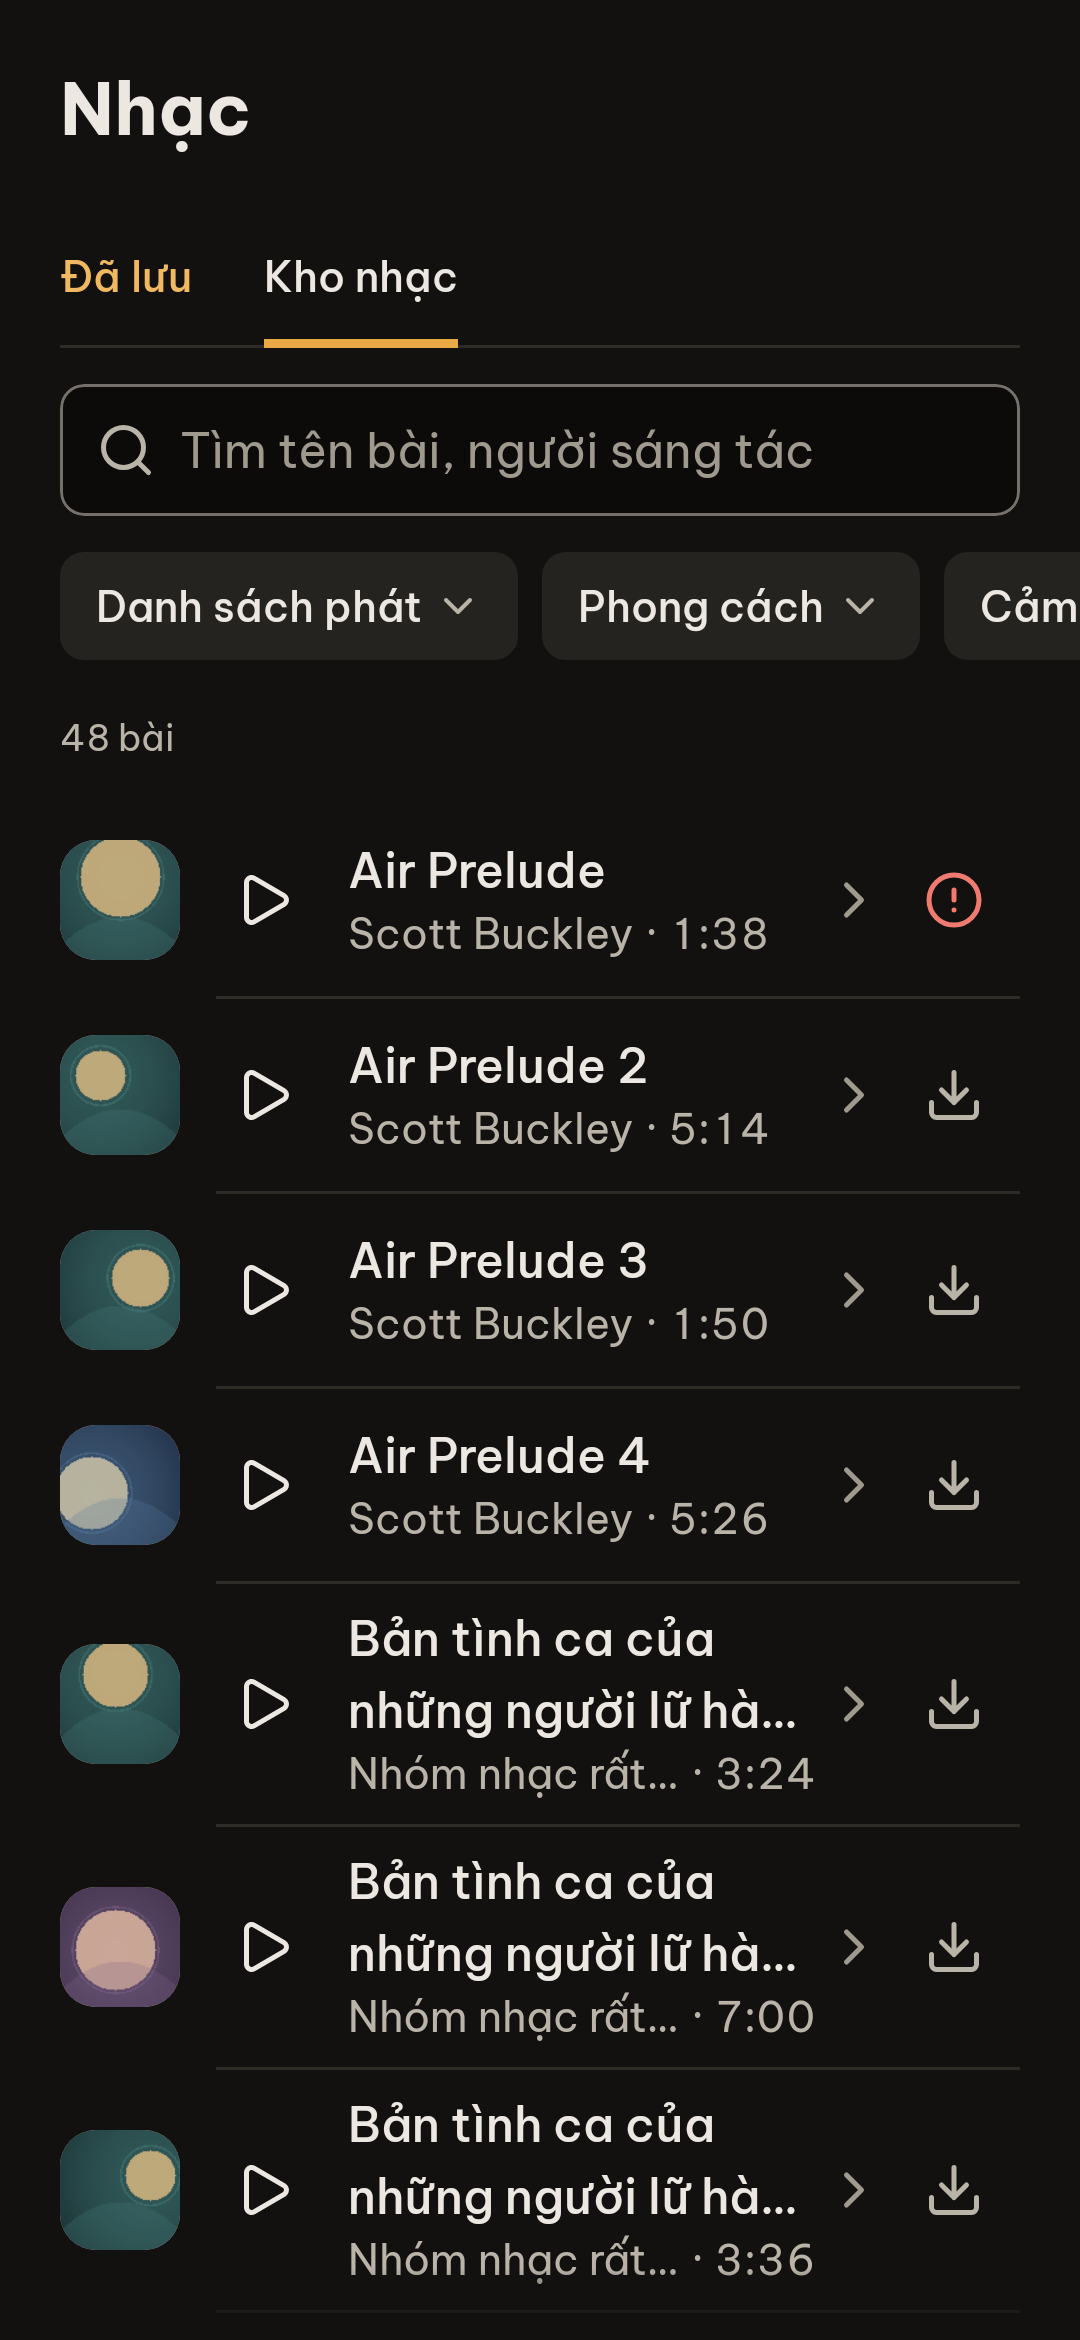 Nhạc
Đã lưu
Kho nhạc
Tìm tên bài, người sáng tác
Danh sách phát
Phong cách
Cảm
48 bài
Air Prelude
Scott Buckley · 1:38
Air Prelude 2
Scott Buckley · 5:14
Air Prelude 3
Scott Buckley · 1:50
Air Prelude 4
Scott Buckley · 5:26
Bản tình ca của
những người lữ hà...
Nhóm nhạc rất... · 3:24
Bản tình ca của
những người lữ hà...
Nhóm nhạc rất... · 7:00
Bản tình ca của
những người lữ hà...
Nhóm nhạc rất... · 3:36